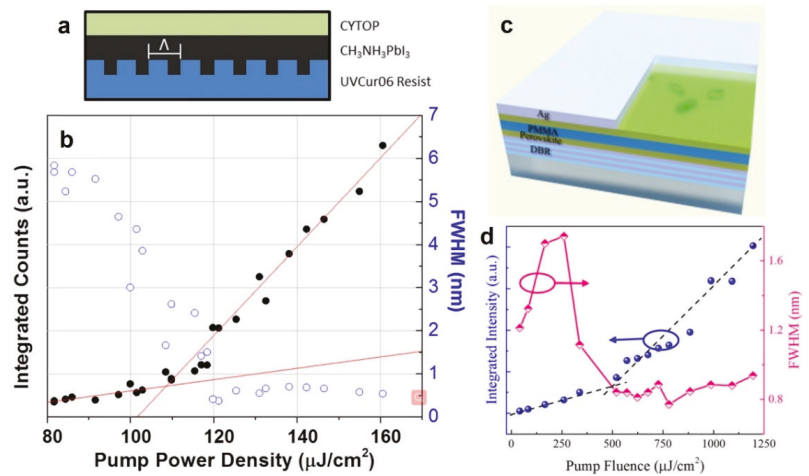 a
Λ
CYTOP
CH₃NH₃PbI₃
UVCur06 Resist
b
Integrated Counts (a.u.)
7
6
5
4
3
2
1
0
FWHM (nm)
80 100 120 140 160
Pump Power Density (μJ/cm²)
c
Ag
PMMA
Perovskite
DBR
d
Integrated Intensity (a.u.)
1.6
1.2
0.8
FWHM (nm)
0 250 500 750 1000 1250
Pump Fluence (μJ/cm²)